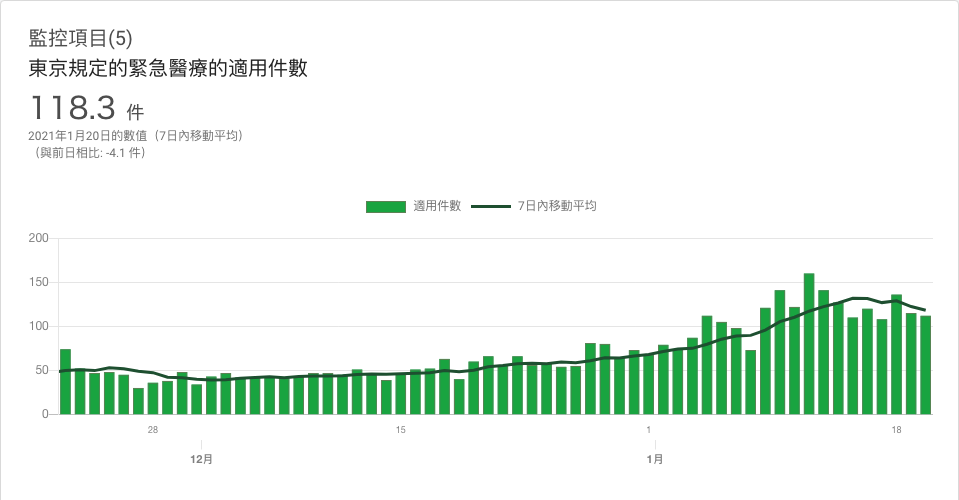 監控項目(5)
東京規定的緊急醫療的適用件數
118.3 件
2021年1月20日的數值（7日內移動平均）
（與前日相比: -4.1 件）
適用件數 7日內移動平均
200
150
100
50
0
28 15 1 18
12月 1月